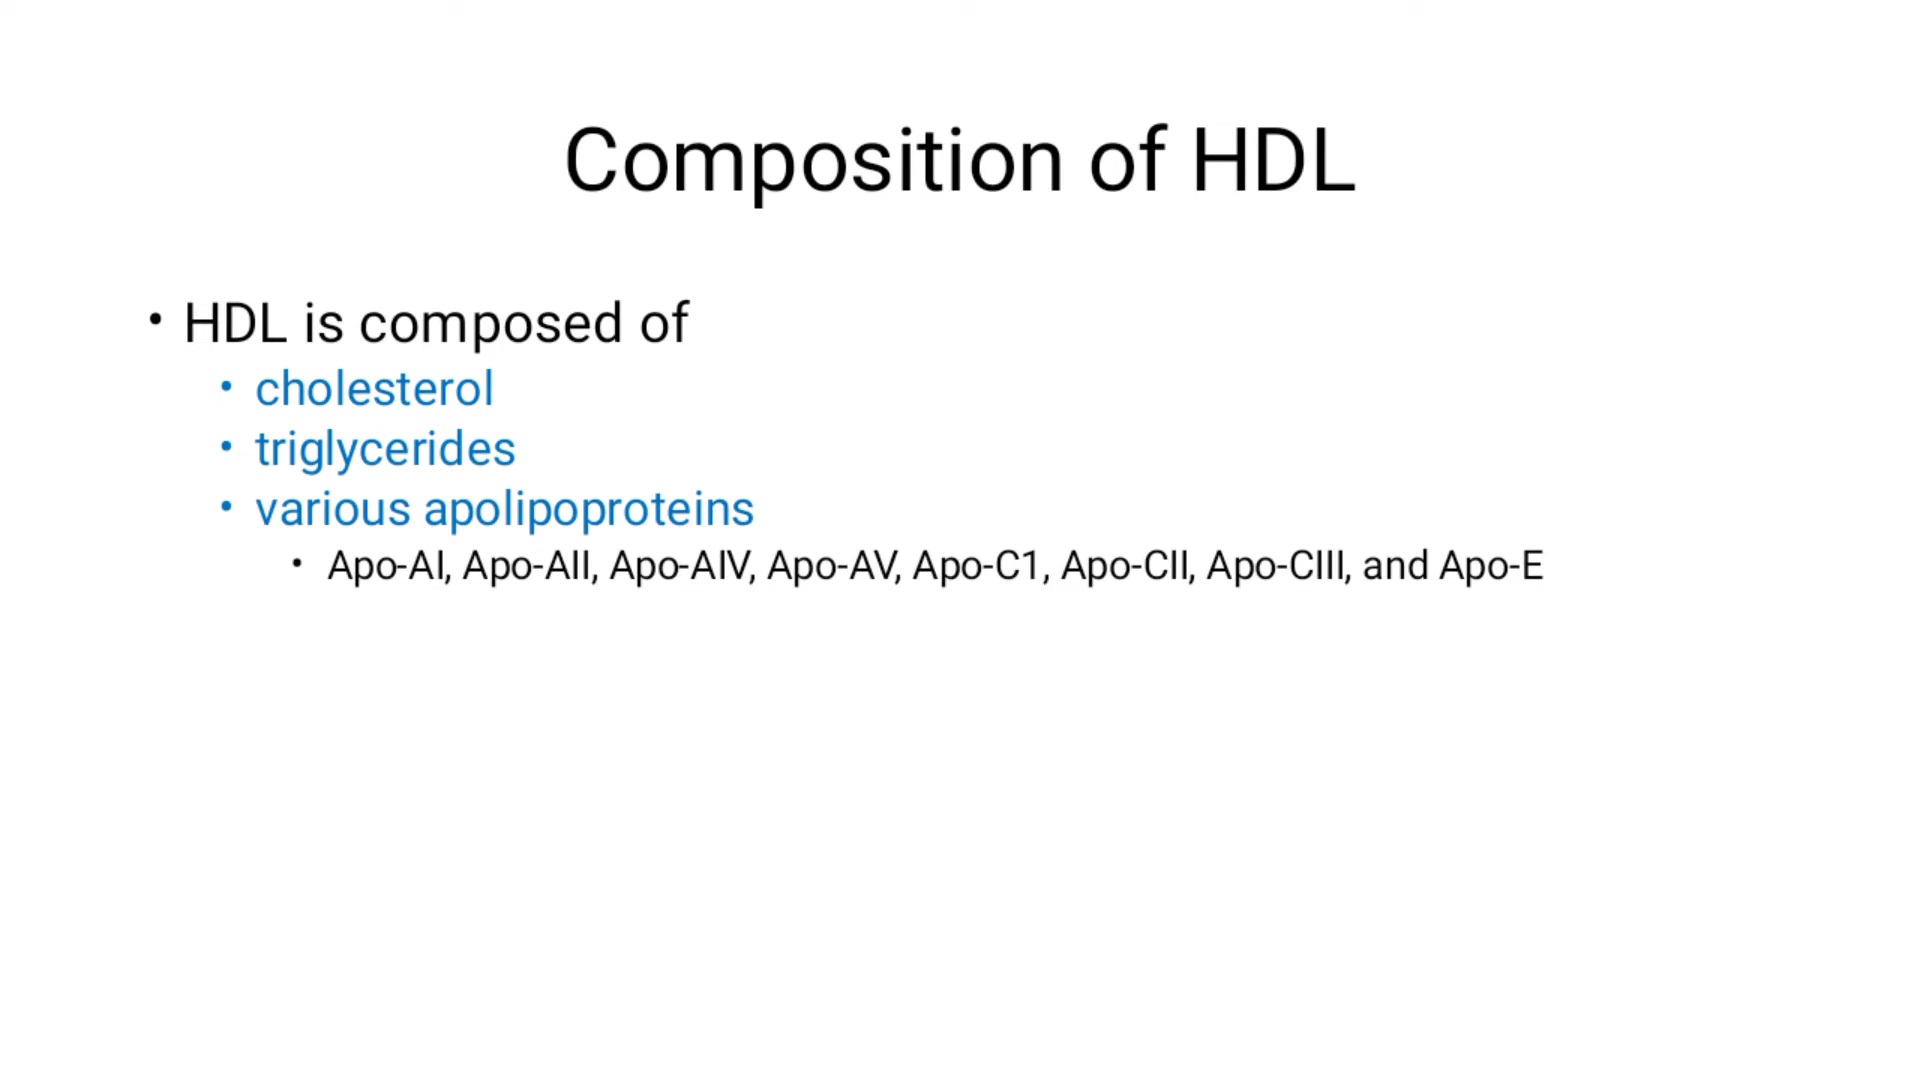 Composition of HDL
• HDL is composed of
• cholesterol
• triglycerides
• various apolipoproteins
• Apo-AI, Apo-AII, Apo-AIV, Apo-AV, Apo-C1, Apo-CII, Apo-CIII, and Apo-E